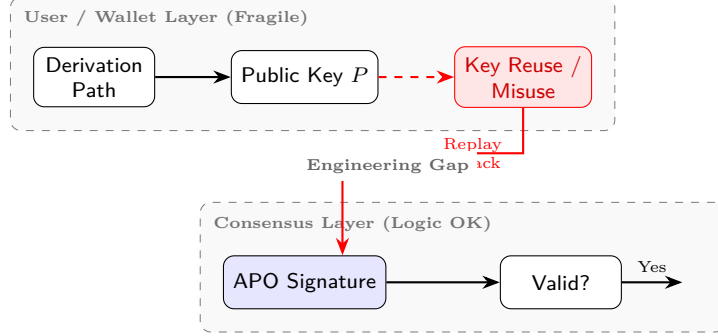 User / Wallet Layer (Fragile)
Derivation
Path
Public Key P
Key Reuse /
Misuse
Replay
ack
Engineering Gap
Consensus Layer (Logic OK)
APO Signature
Valid?
Yes